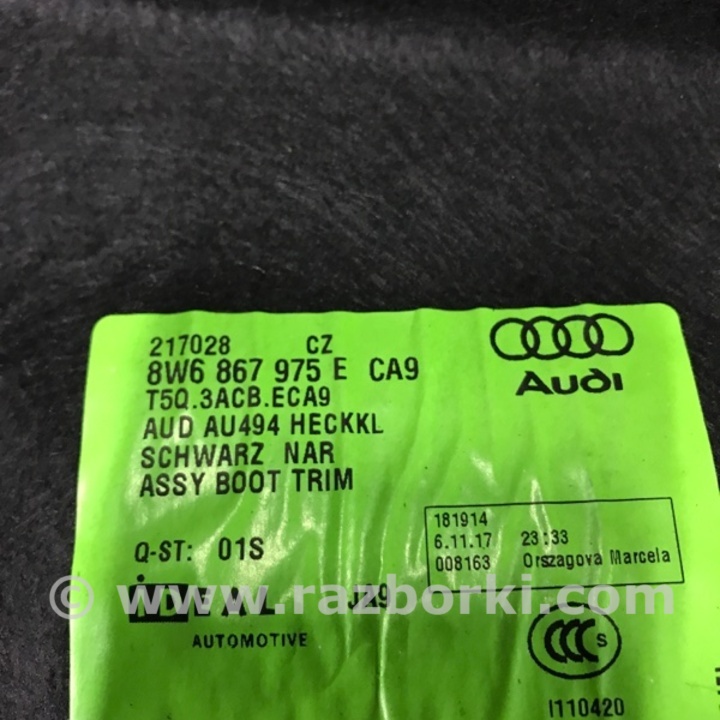 217028 CZ
8W6 867 975 E CA9
T5Q.3ACB.ECA9
AUD AU494 HECKKL
SCHWARZ NAR
ASSY BOOT TRIM
Audi
181914
6.11.17 23:33
008163 Orszagova Marcela
Q-ST: 01S
© www.razborki.com
AUTOMOTIVE
CCC S
I110420